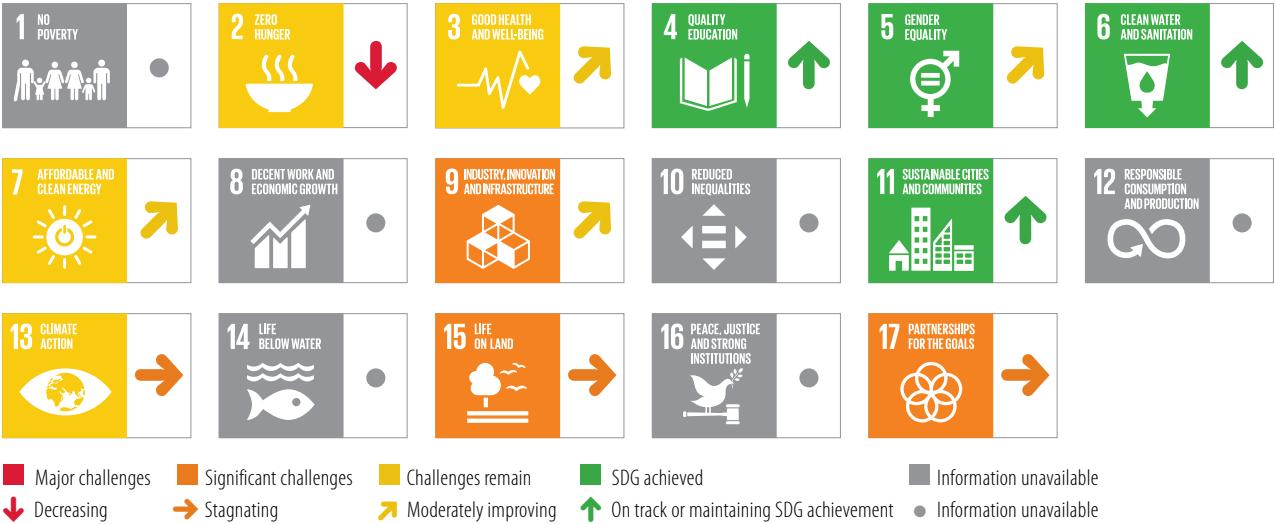 1 NO
POVERTY
2 ZERO
HUNGER
3 GOOD HEALTH
AND WELL-BEING
4 QUALITY
EDUCATION
5 GENDER
EQUALITY
6 CLEAN WATER
AND SANITATION
7 AFFORDABLE AND
CLEAN ENERGY
8 DECENT WORK AND
ECONOMIC GROWTH
9 INDUSTRY, INNOVATION
AND INFRASTRUCTURE
10 REDUCED
INEQUALITIES
11 SUSTAINABLE CITIES
AND COMMUNITIES
12 RESPONSIBLE
CONSUMPTION
AND PRODUCTION
13 CLIMATE
ACTION
14 LIFE
BELOW WATER
15 LIFE
ON LAND
16 PEACE, JUSTICE
AND STRONG
INSTITUTIONS
17 PARTNERSHIPS
FOR THE GOALS
Major challenges
Significant challenges
Challenges remain
SDG achieved
Information unavailable
Decreasing
Stagnating
Moderately improving
On track or maintaining SDG achievement
Information unavailable